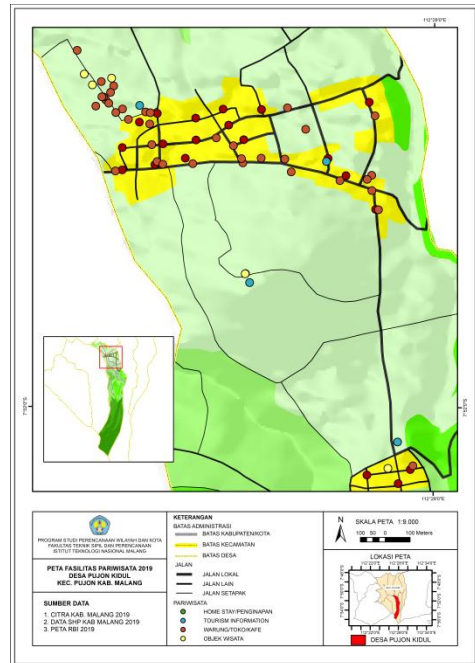 112°28'0"E
7°52'0"S
7°52'0"S
112°28'0"E
PROGRAM STUDI PERENCANAAN WILAYAH DAN KOTA
FAKULTAS TEKNIK SIPIL DAN PERENCANAAN
INSTITUT TEKNOLOGI NASIONAL MALANG
PETA FASILITAS PARIWISATA 2019
DESA PUJON KIDUL
KEC. PUJON KAB. MALANG
SUMBER DATA
1. CITRA KAB. MALANG 2019
2. DATA SHP KAB MALANG 2019
3. PETA RBI 2019
KETERANGAN
BATAS ADMINISTRASI
BATAS KABUPATEN/KOTA
BATAS KECAMATAN
BATAS DESA
JALAN
JALAN LOKAL
JALAN LAIN
JALAN SETAPAK
PARIWISATA
HOME STAY/PENGINAPAN
TOURISM INFORMATION
WARUNG/TOKO/KAFE
OBJEK WISATA
N
SKALA PETA 1:9.000
100 50 0 100 Meters
LOKASI PETA
DESA PUJON KIDUL